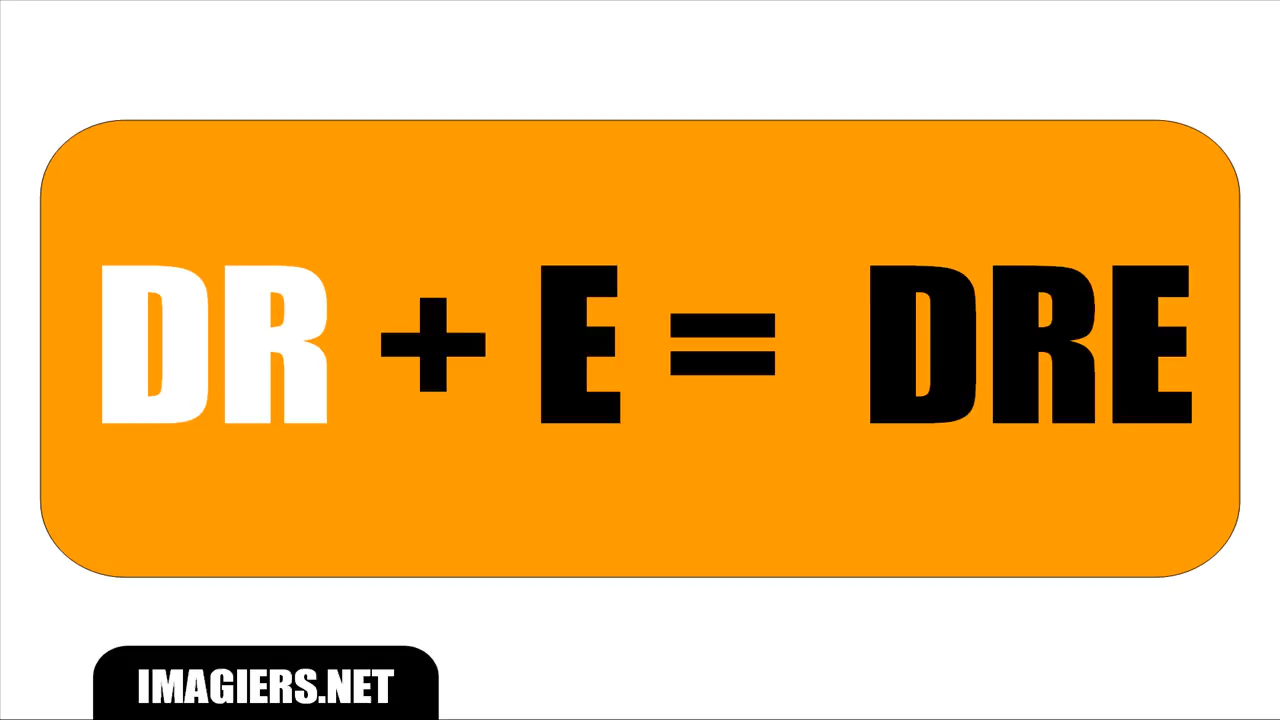 DR + E = DRE
IMAGIERS.NET